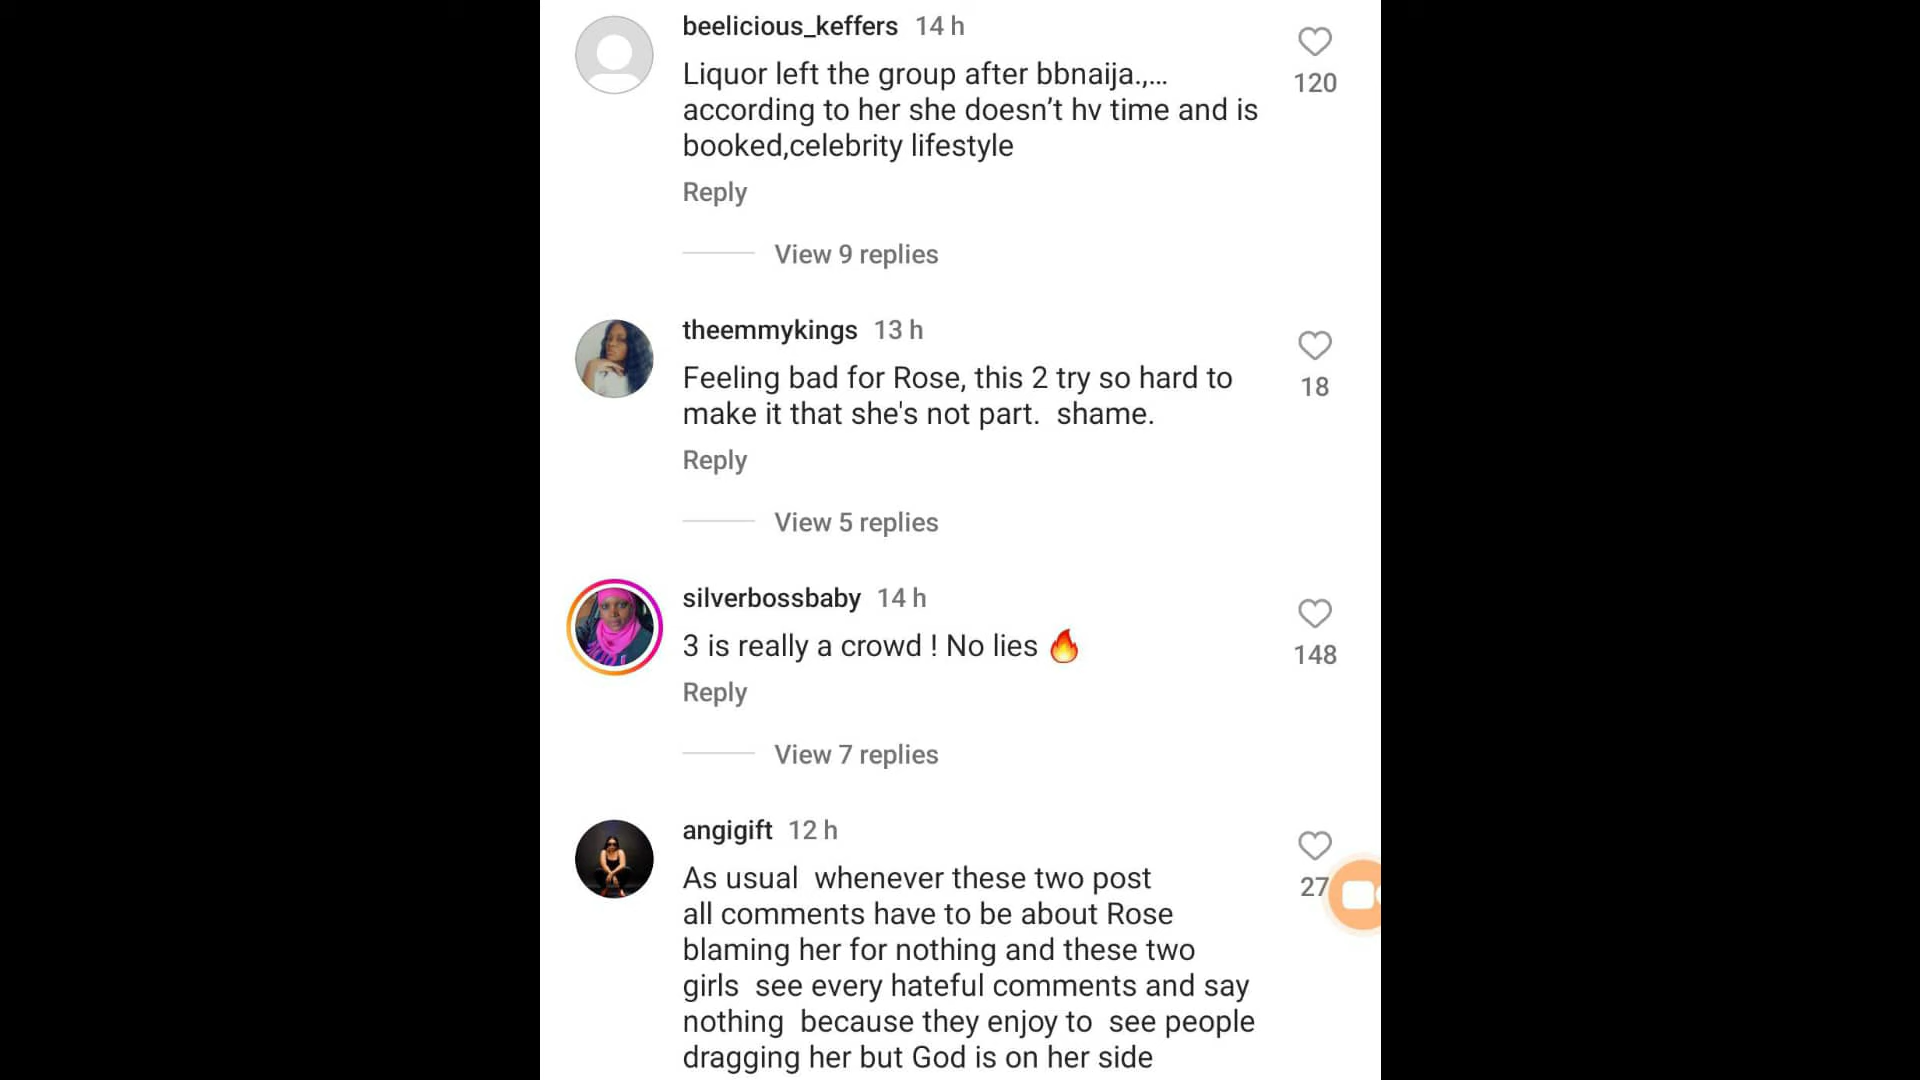 beelicious_keffers 14 h
Liquor left the group after bbnaija.,...
according to her she doesn’t hv time and is
booked,celebrity lifestyle
120
Reply
View 9 replies
theemmykings 13 h
Feeling bad for Rose, this 2 try so hard to
make it that she's not part.  shame.
18
Reply
View 5 replies
silverbossbaby 14 h
3 is really a crowd ! No lies 🔥
148
Reply
View 7 replies
angigift 12 h
As usual  whenever these two post
all comments have to be about Rose
blaming her for nothing and these two
girls  see every hateful comments and say
nothing  because they enjoy to  see people
dragging her but God is on her side
27